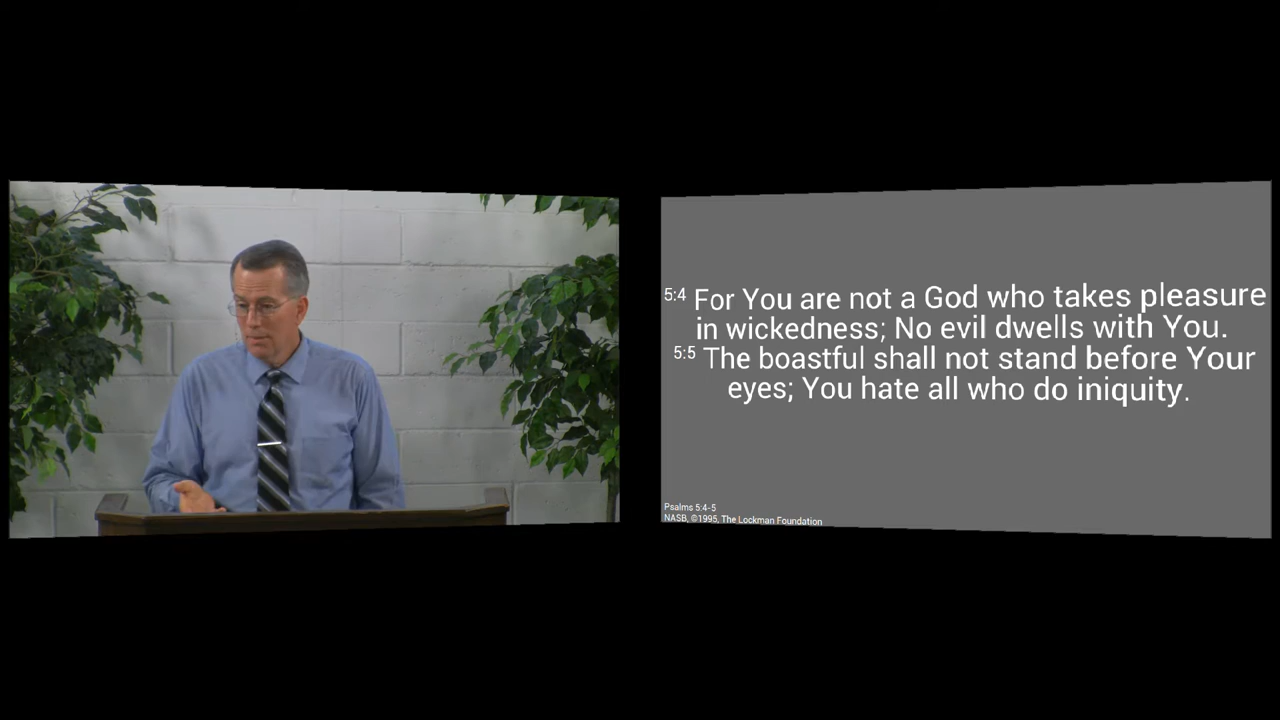 5:4 For You are not a God who takes pleasure
in wickedness; No evil dwells with You.
5:5 The boastful shall not stand before Your
eyes; You hate all who do iniquity.
Psalms 5:4-5
NASB, ©1995, The Lockman Foundation